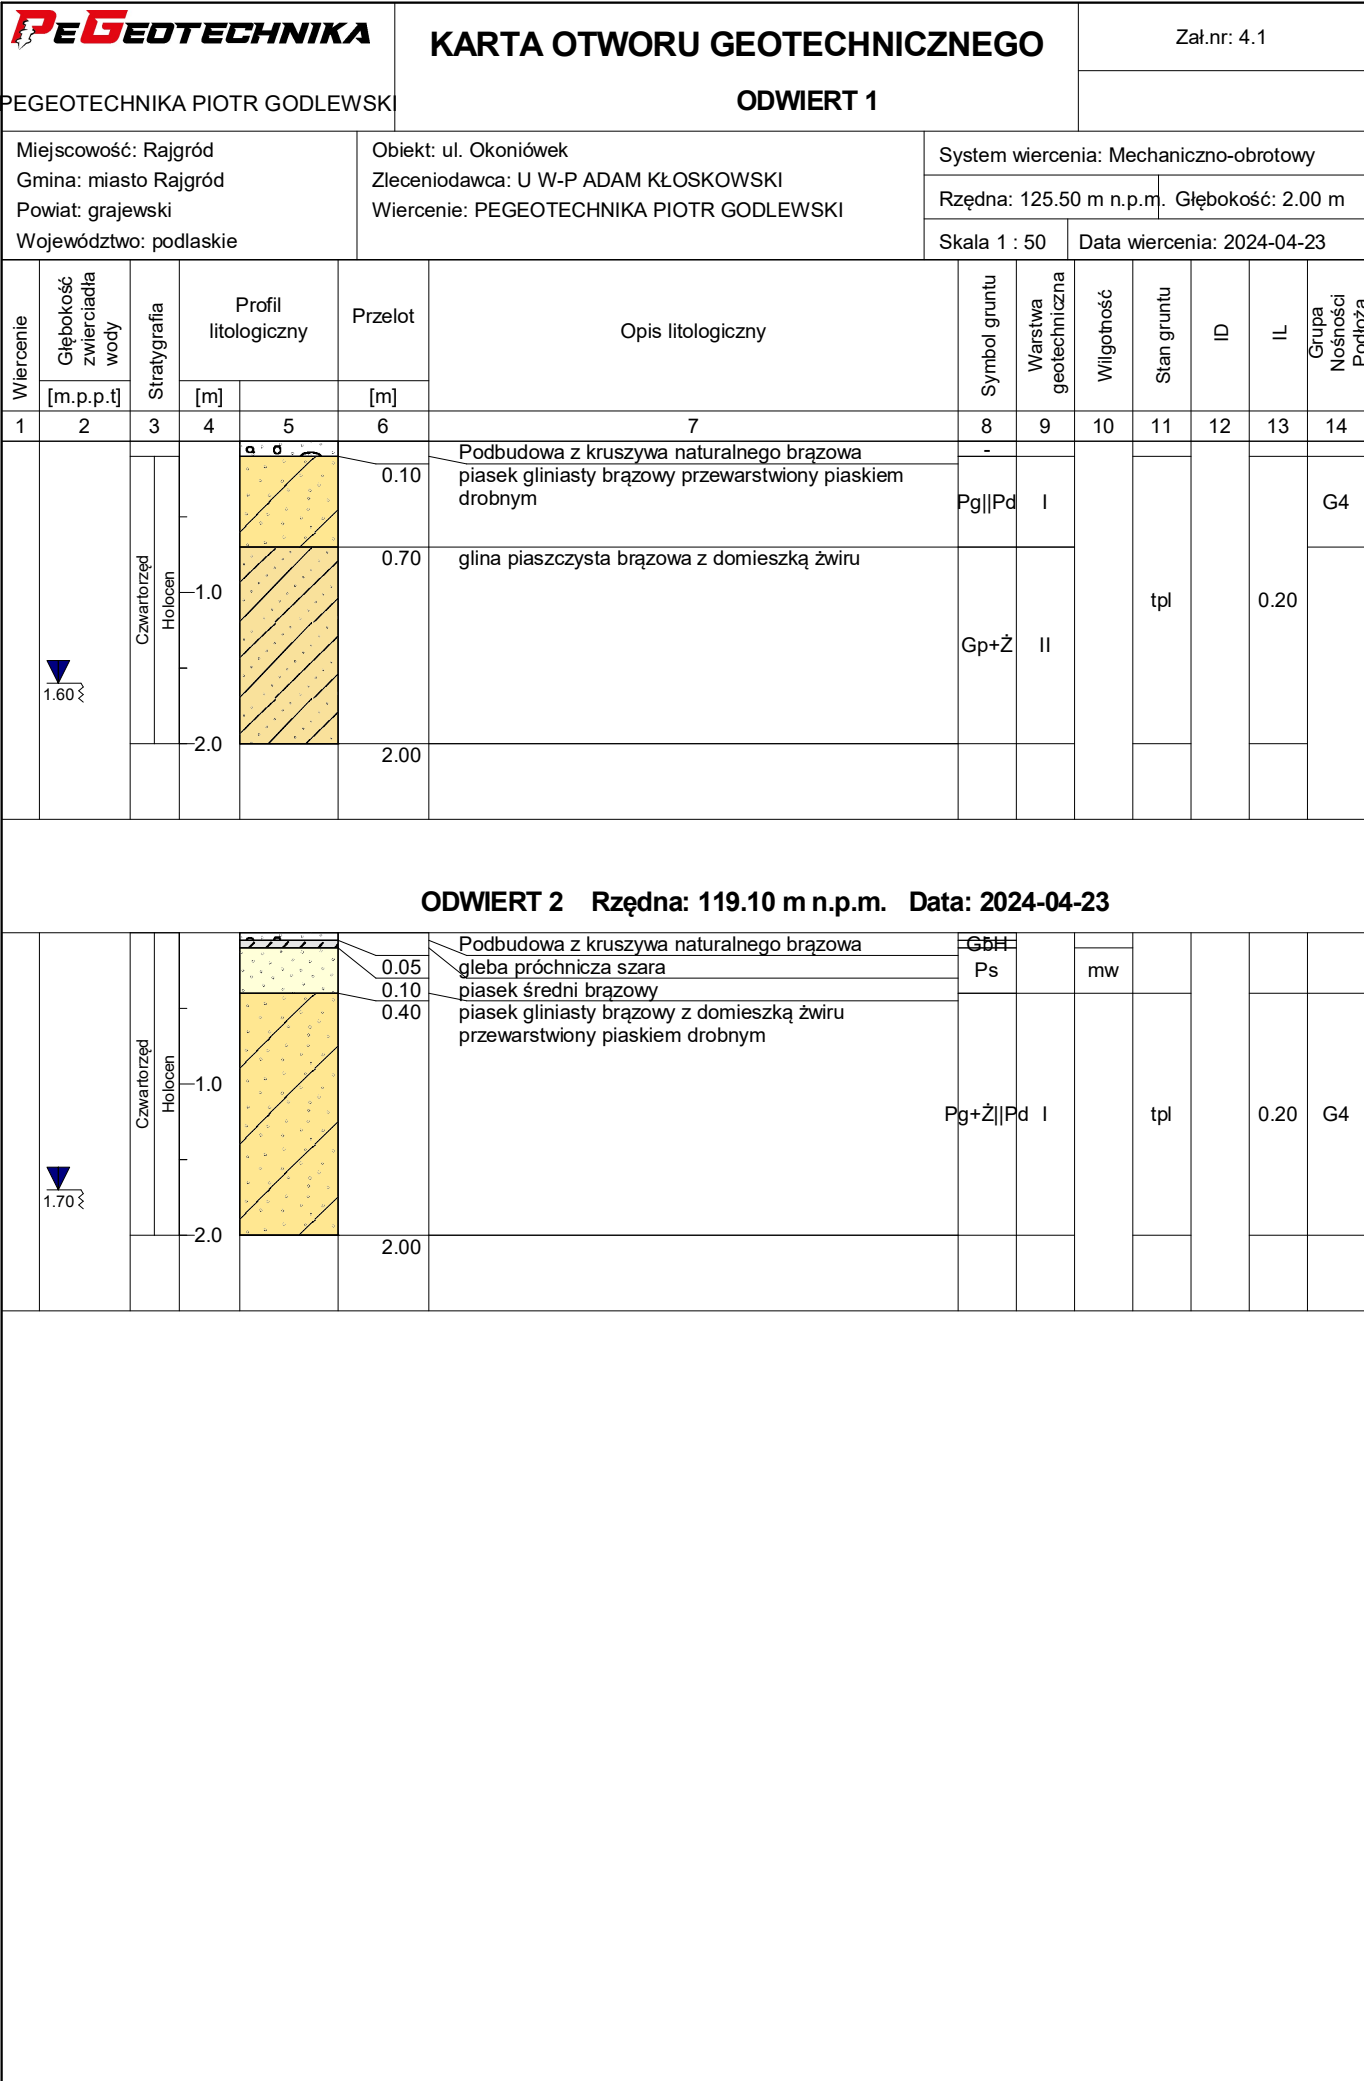 PEGEOTECHNIKA
PEGEOTECHNIKA PIOTR GODLEWSKI
KARTA OTWORU GEOTECHNICZNEGO
ODWIERT 1
Zał.nr: 4.1
Miejscowość: Rajgród
Gmina: miasto Rajgród
Powiat: grajewski
Województwo: podlaskie
Obiekt: ul. Okoniówek
Zleceniodawca: U W-P ADAM KŁOSKOWSKI
Wiercenie: PEGEOTECHNIKA PIOTR GODLEWSKI
System wiercenia: Mechaniczno-obrotowy
Rzędna: 125.50 m n.p.m. Głębokość: 2.00 m
Skala 1 : 50 Data wiercenia: 2024-04-23
Wiercenie
Głębokość
zwierciadła
wody
[m.p.p.t]
Stratygrafia
Profil
litologiczny
[m]
Przelot
[m]
Opis litologiczny
Symbol gruntu
Warstwa
geotechniczna
Wilgotność
Stan gruntu
ID
IL
Grupa
Nośności
Podłoża
1 2 3 4 5 6 7 8 9 10 11 12 13 14
Podbudowa z kruszywa naturalnego brązowa -
0.10 piasek gliniasty brązowy przewarstwiony piaskiem
drobnym
Pg||Pd I G4
0.70 glina piaszczysta brązowa z domieszką żwiru
Czwartorzęd
Holocen
1.0
tpl 0.20
Gp+Ż II
1.60
2.0
2.00
ODWIERT 2 Rzędna: 119.10 m n.p.m. Data: 2024-04-23
Podbudowa z kruszywa naturalnego brązowa
GbH
0.05 gleba próchnicza szara
Ps mw
0.10 piasek średni brązowy
0.40 piasek gliniasty brązowy z domieszką żwiru
przewarstwiony piaskiem drobnym
Czwartorzęd
Holocen
1.0
Pg+Ż||Pd I tpl 0.20 G4
1.70
2.0
2.00